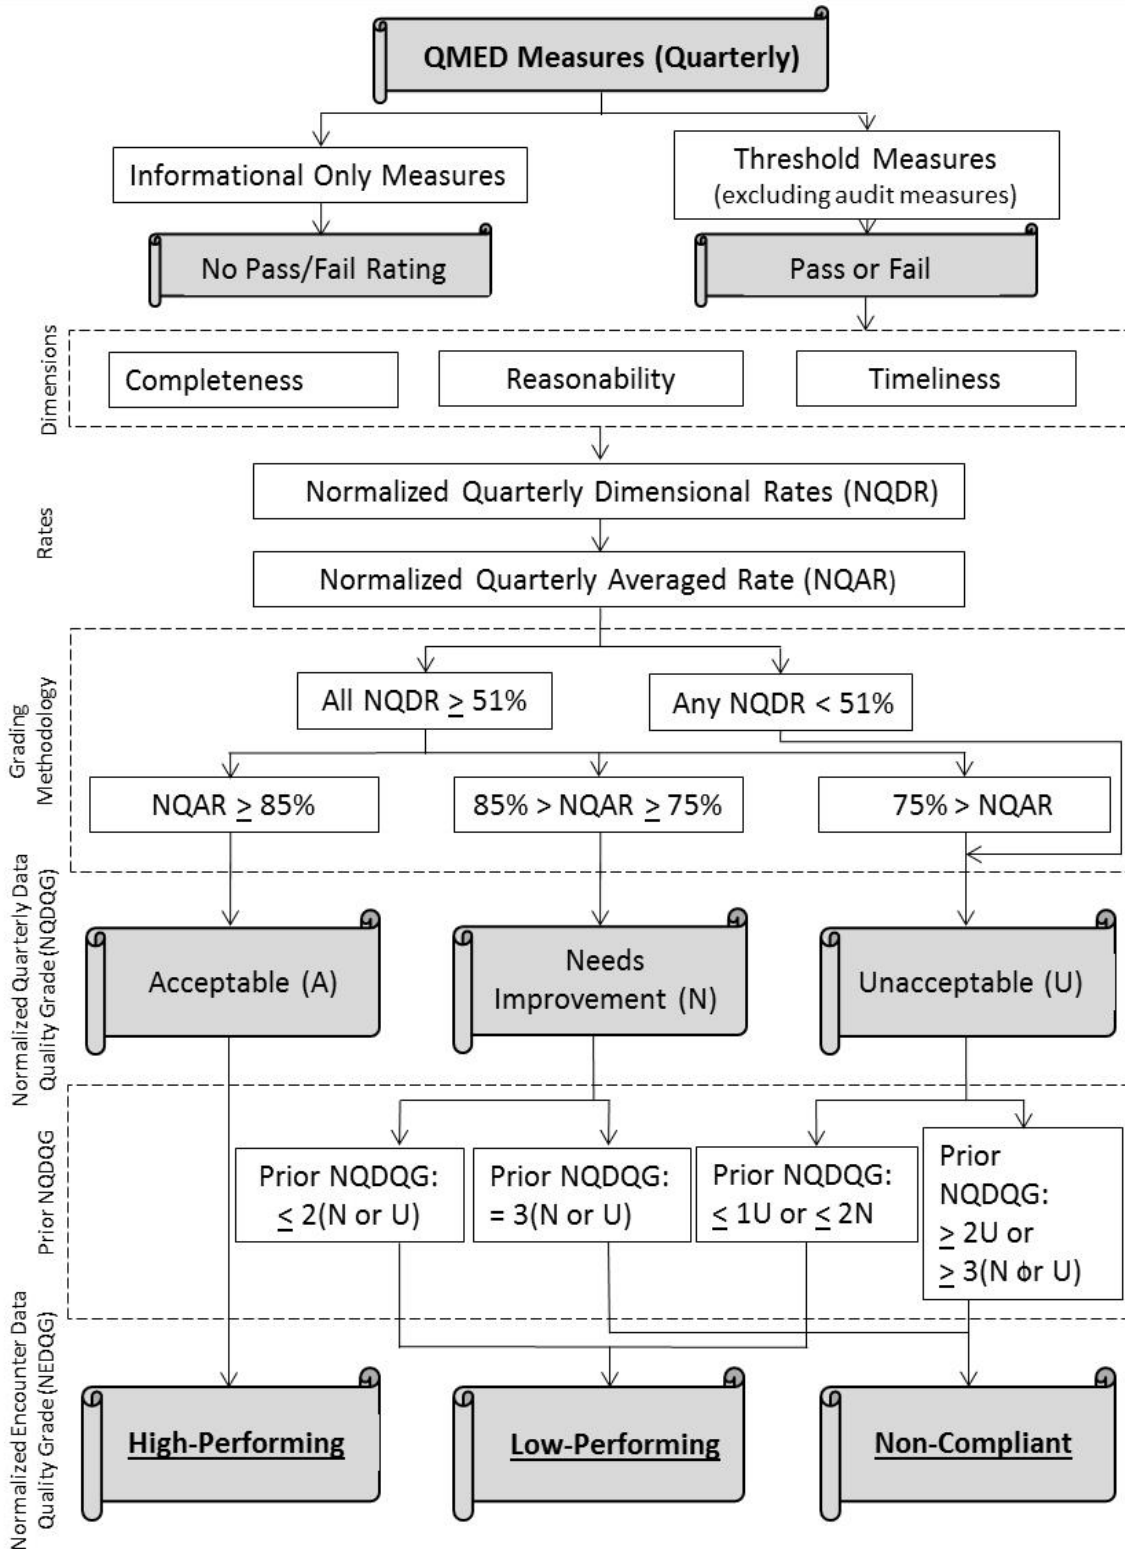 QMED Measures (Quarterly)
Informational Only Measures
Threshold Measures
(excluding audit measures)
No Pass/Fail Rating
Pass or Fail
Dimensions
Completeness
Reasonability
Timeliness
Rates
Normalized Quarterly Dimensional Rates (NQDR)
Normalized Quarterly Averaged Rate (NQAR)
Grading
Methodology
All NQDR ≥ 51%
Any NQDR < 51%
NQAR ≥ 85%
85% > NQAR ≥ 75%
75% > NQAR
Normalized Quarterly Data
Quality Grade (NQDQG)
Acceptable (A)
Needs
Improvement (N)
Unacceptable (U)
Prior NQDQG
Prior NQDQG:
≤ 2(N or U)
Prior NQDQG:
= 3(N or U)
Prior NQDQG:
≤ 1U or ≤ 2N
Prior
NQDQG:
≥ 2U or
≥ 3(N or U)
Normalized Encounter Data
Quality Grade (NEDQG)
High-Performing
Low-Performing
Non-Compliant